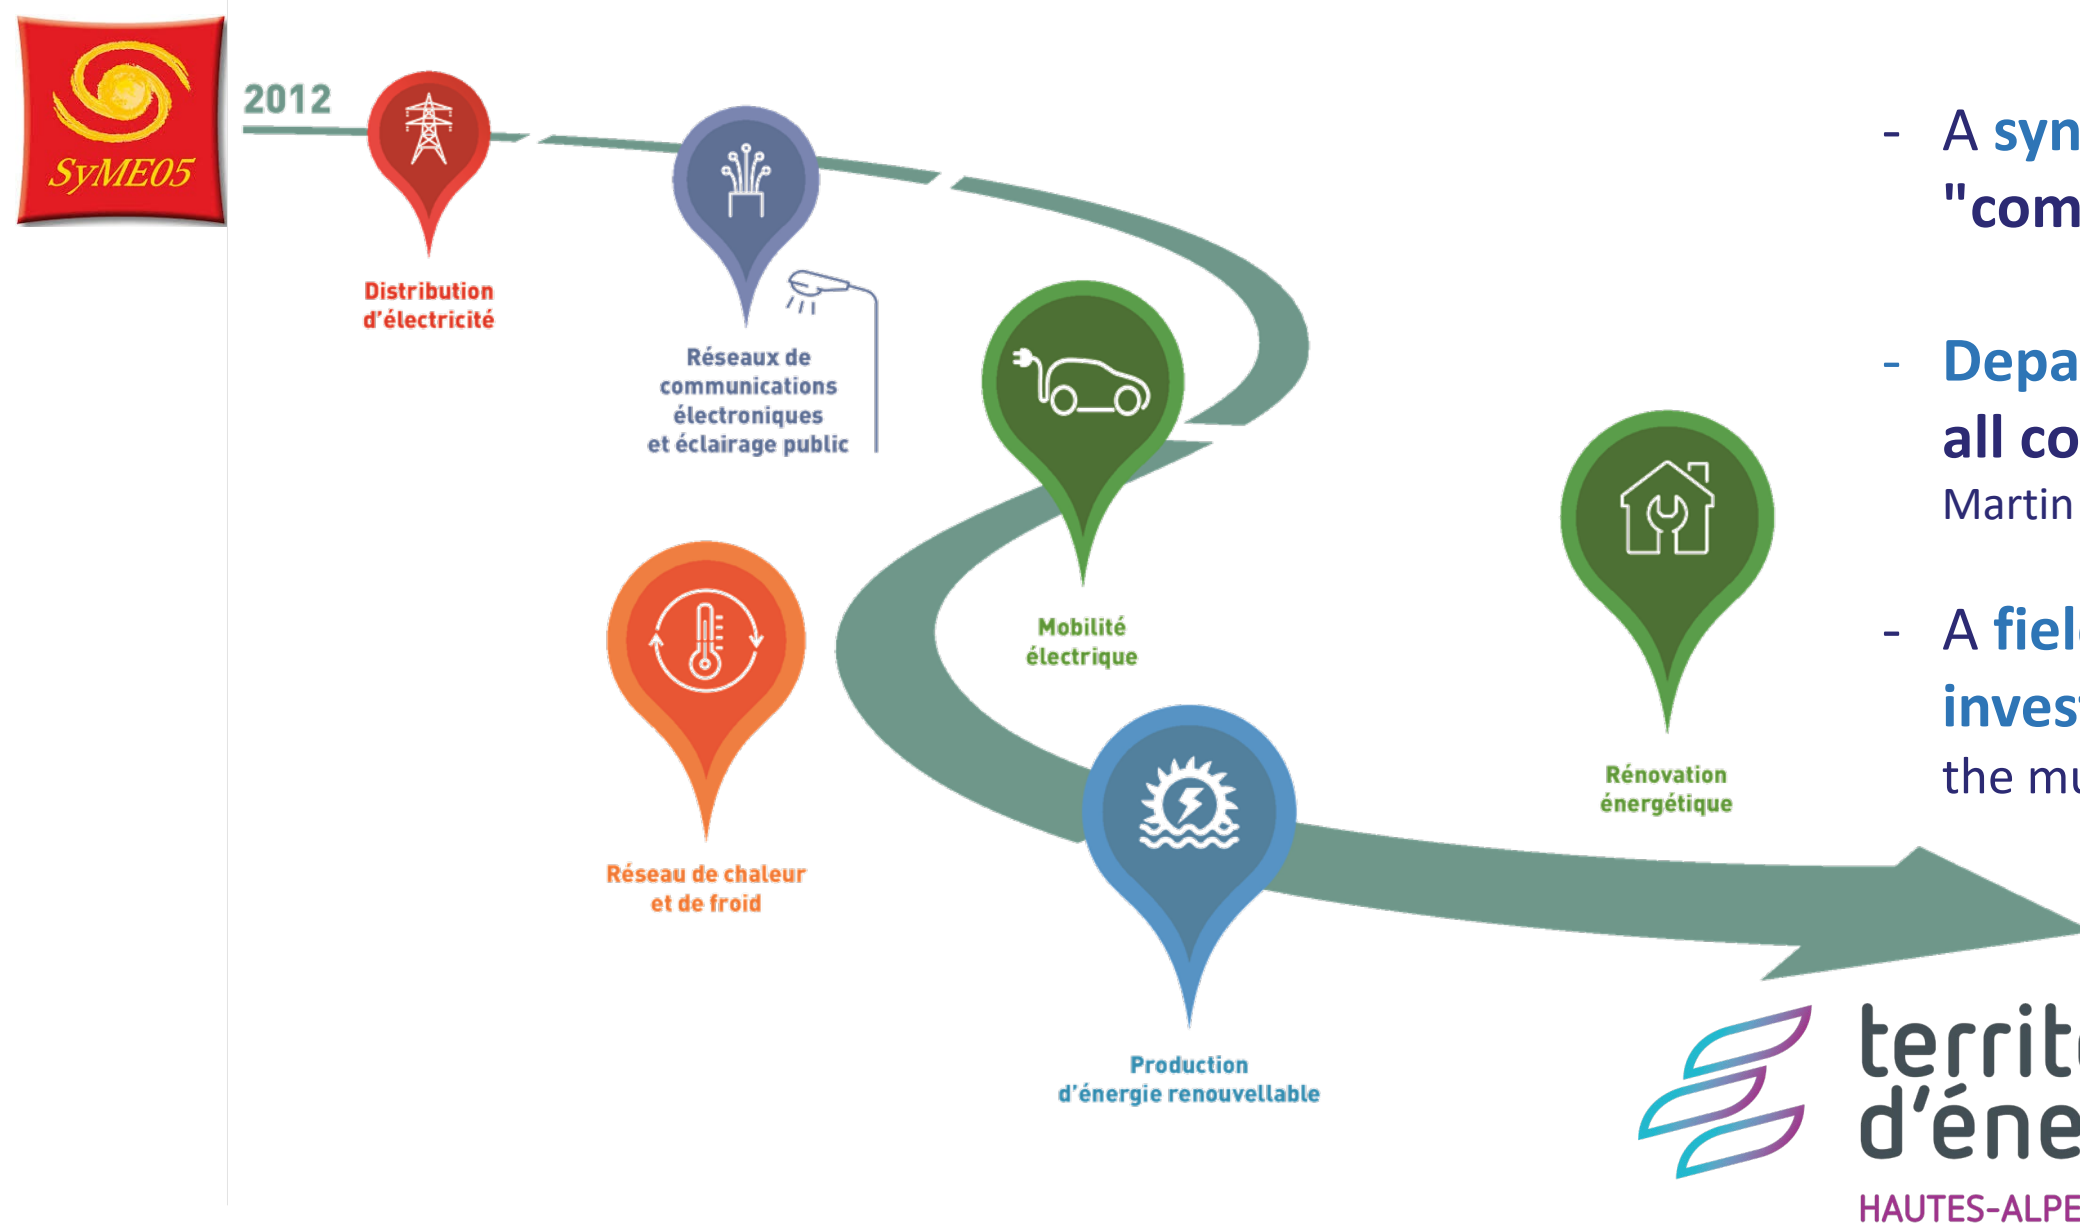 SyME05
2012
Distribution
d'électricité
Réseaux de
communications
électroniques
et éclairage public
Mobilité
électrique
Réseau de chaleur
et de froid
Production
d'énergie renouvellable
Rénovation
énergétique
- A syn
"com
- Depa
all co
Martin
- A fiel
inves
the mu
territo
d'éne
HAUTES-ALPE